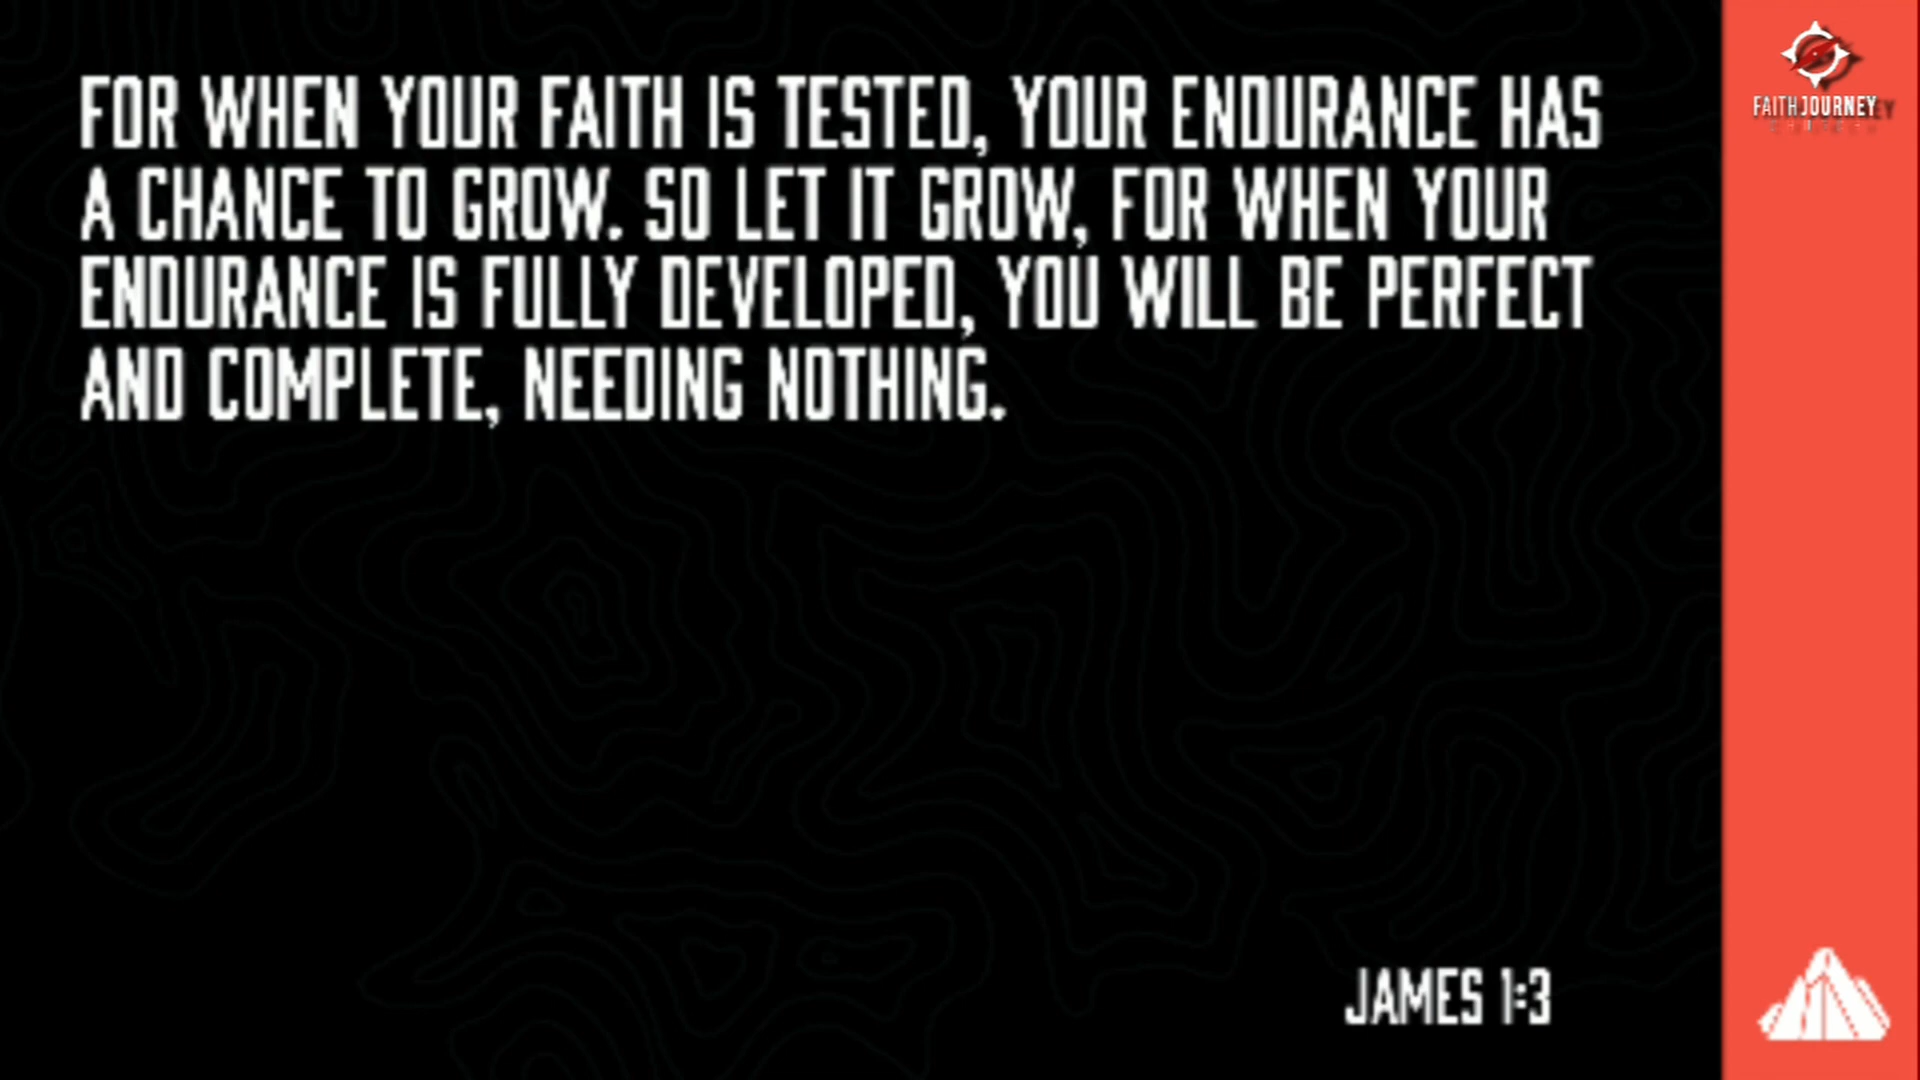 FOR WHEN YOUR FAITH IS TESTED, YOUR ENDURANCE HAS
A CHANCE TO GROW. SO LET IT GROW, FOR WHEN YOUR
ENDURANCE IS FULLY DEVELOPED, YOU WILL BE PERFECT
AND COMPLETE, NEEDING NOTHING.
JAMES 1:3
FAITHJOURNEY